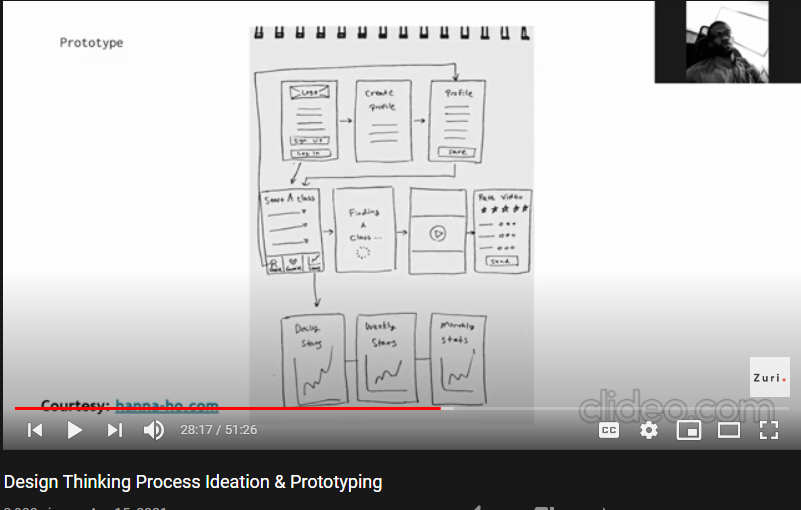 Prototype
Logo
Sign Up
Log In
Create
Profile
Profile
Save
Search A Class
Finding
A
Class...
Rate Video
Send
Daily
Stats
Weekly
Stats
Monthly
Stats
Zuri.
Courtesy: hanna-ho.com
clideo.com
28:17 / 51:26
CC
Design Thinking Process Ideation & Prototyping